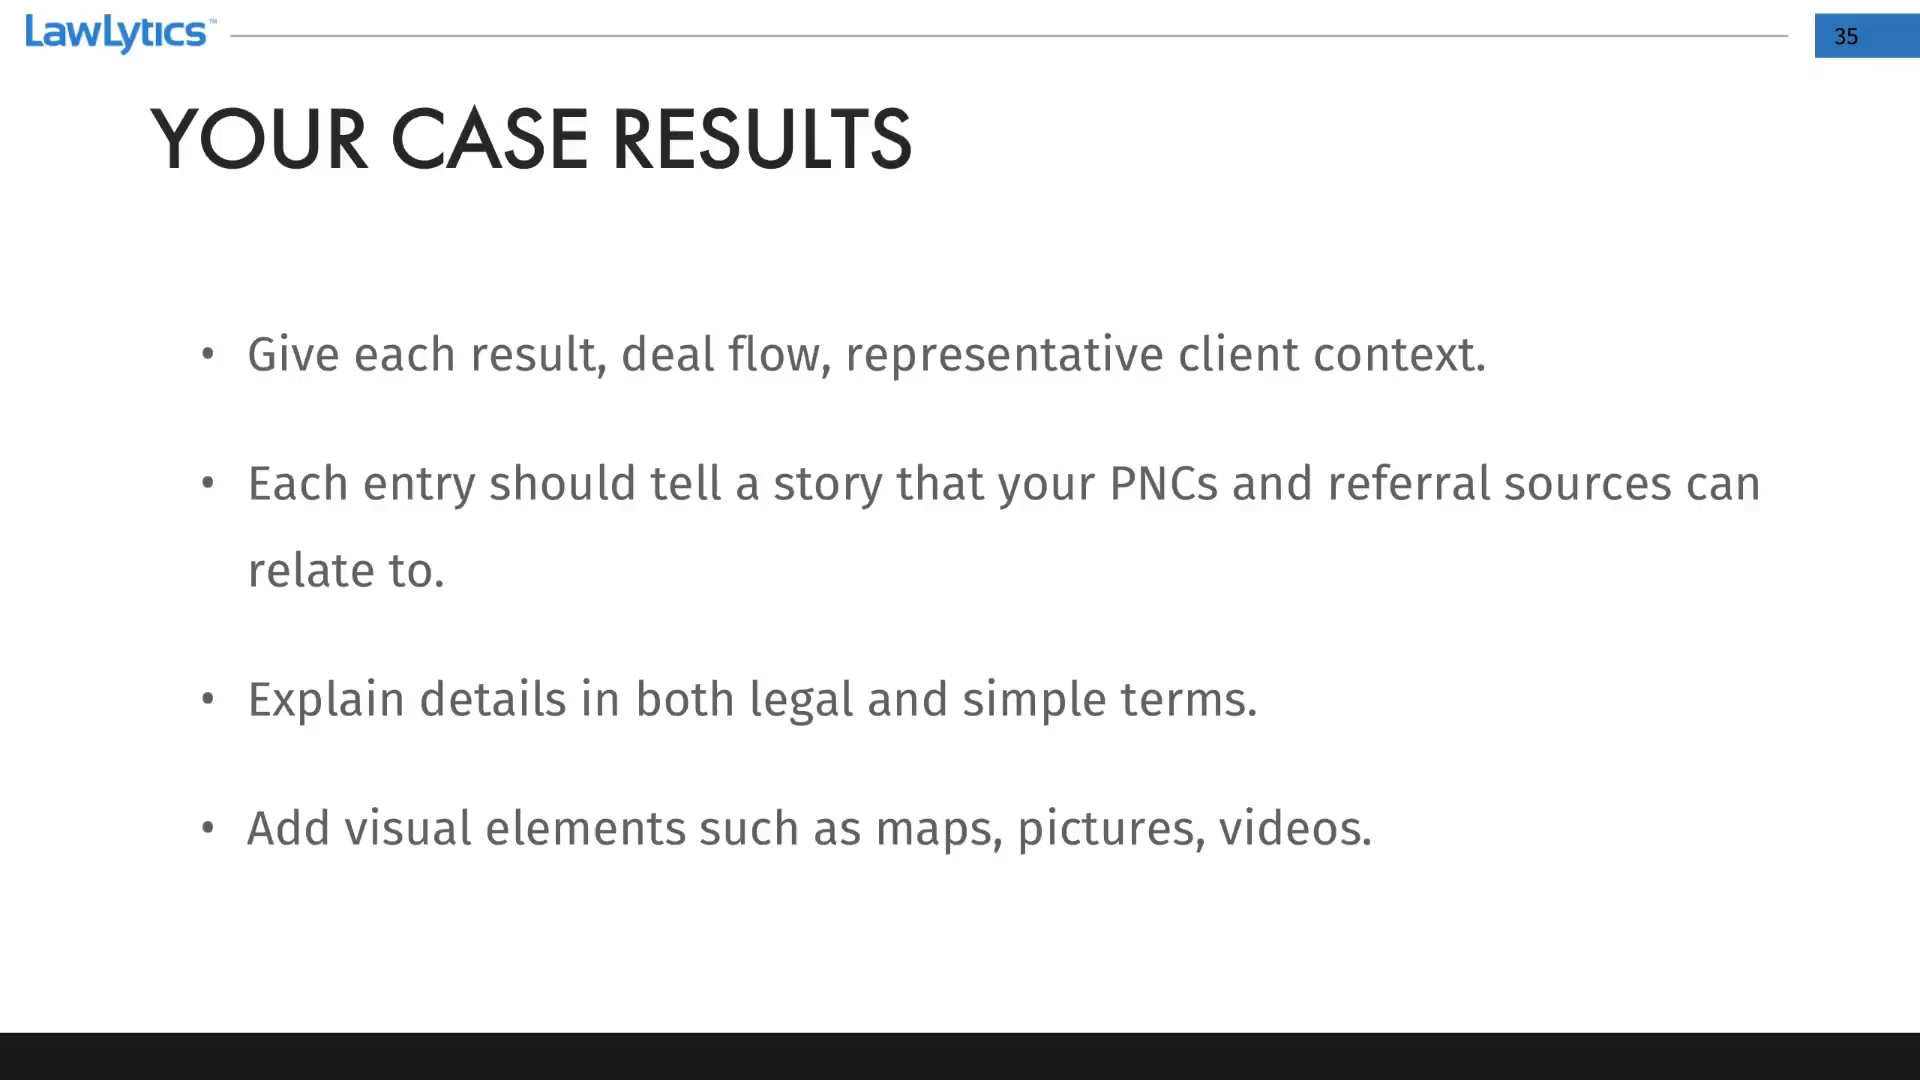 LawLytics™
35
YOUR CASE RESULTS
• Give each result, deal flow, representative client context.
• Each entry should tell a story that your PNCs and referral sources can
relate to.
• Explain details in both legal and simple terms.
• Add visual elements such as maps, pictures, videos.